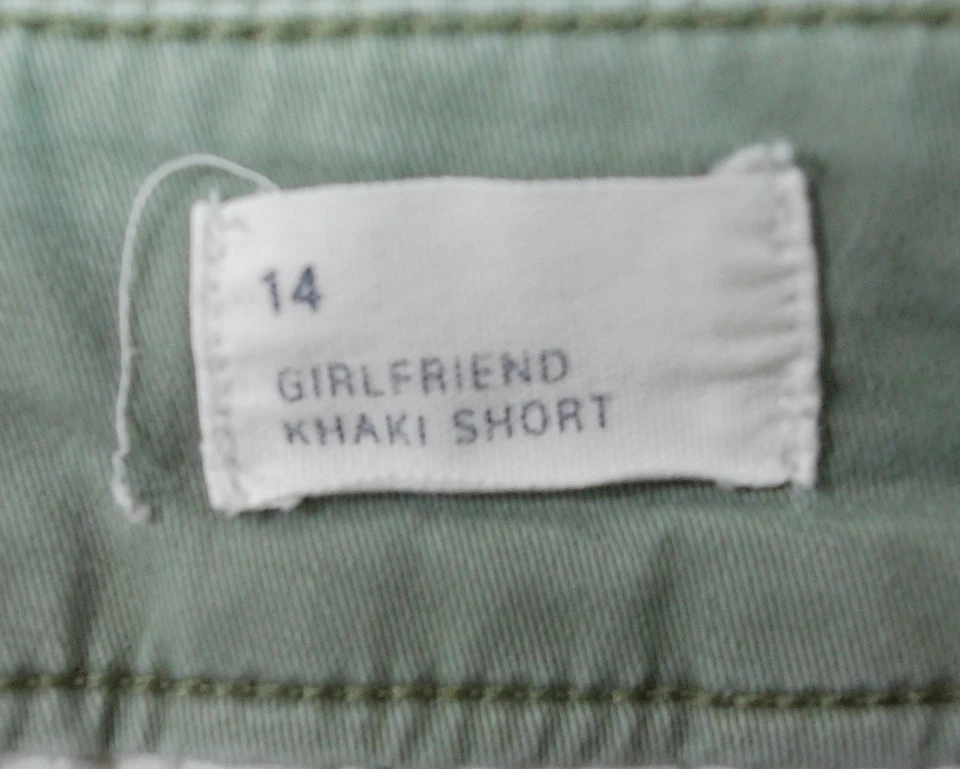 14
GIRLFRIEND
KHAKI SHORT